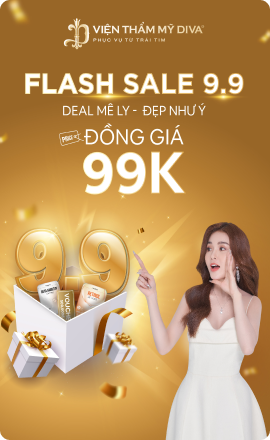 VIỆN THẨM MỸ DIVA
PHỤC VỤ TỪ TRÁI TIM
FLASH SALE 9.9
DEAL MÊ LY - ĐẸP NHƯ Ý
ĐỒNG GIÁ
99K
9.9